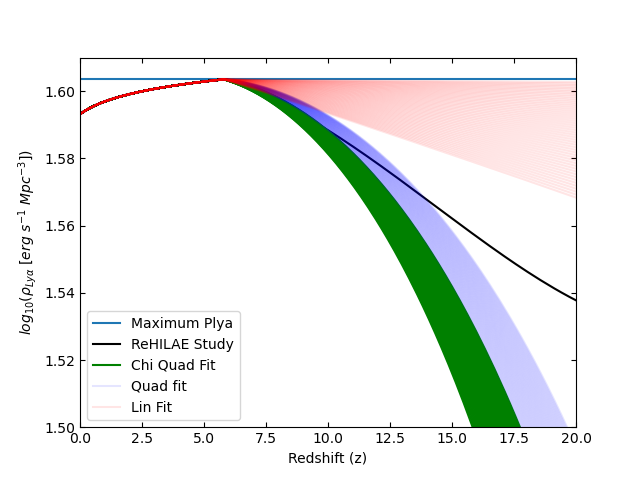 1.60
1.58
1.56
1.54
1.52
1.50
log₁₀(ρ_Lyα [erg s⁻¹ Mpc⁻³])
Maximum Plya
ReHILAE Study
Chi Quad Fit
Quad fit
Lin Fit
0.0 2.5 5.0 7.5 10.0 12.5 15.0 17.5 20.0
Redshift (z)